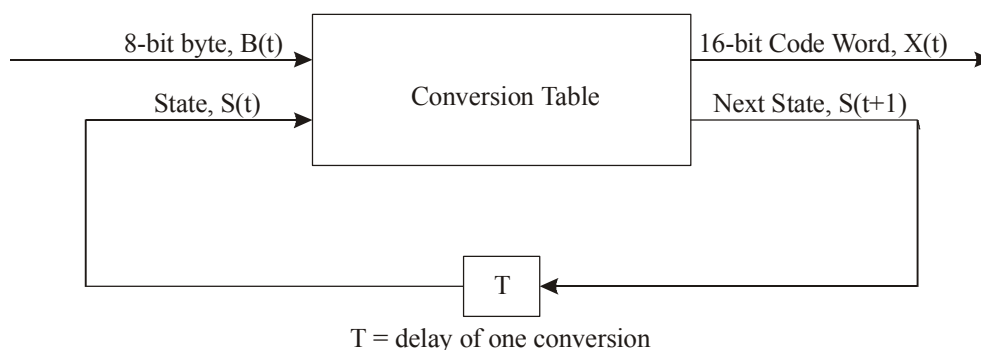 8-bit byte, B(t)
16-bit Code Word, X(t)
Conversion Table
State, S(t)
Next State, S(t+1)
T
T = delay of one conversion